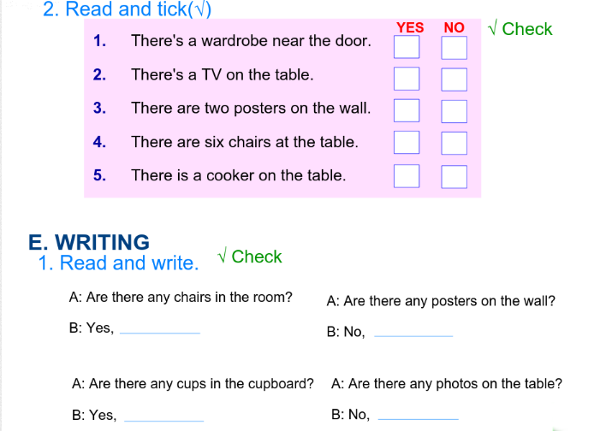 2. Read and tick(√)
YES NO √ Check
1. There's a wardrobe near the door.
2. There's a TV on the table.
3. There are two posters on the wall.
4. There are six chairs at the table.
5. There is a cooker on the table.
E. WRITING
1. Read and write. √ Check
A: Are there any chairs in the room?
B: Yes,
A: Are there any posters on the wall?
B: No,
A: Are there any cups in the cupboard?
B: Yes,
A: Are there any photos on the table?
B: No,